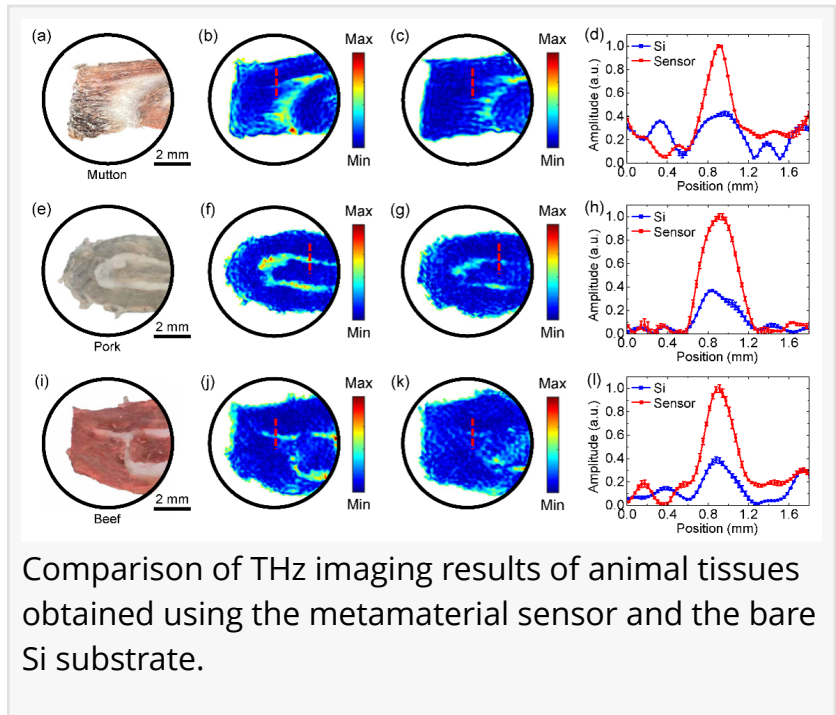 (a) (b) Max (c) Max (d)
1.0 Si
0.8 Sensor
0.6
0.4
0.2
0.0
Amplitude (a.u.)
2 mm Min Min 0.0 0.4 0.8 1.2 1.6
Mutton Position (mm)
(e) (f) Max (g) Max (h)
1.0 Si
0.8 Sensor
0.6
0.4
0.2
0.0
Amplitude (a.u.)
2 mm Min Min 0.0 0.4 0.8 1.2 1.6
Pork Position (mm)
(i) (j) Max (k) Max (l)
1.0 Si
0.8 Sensor
0.6
0.4
0.2
0.0
Amplitude (a.u.)
2 mm Min Min 0.0 0.4 0.8 1.2 1.6
Beef Position (mm)
Comparison of THz imaging results of animal tissues
obtained using the metamaterial sensor and the bare
Si substrate.